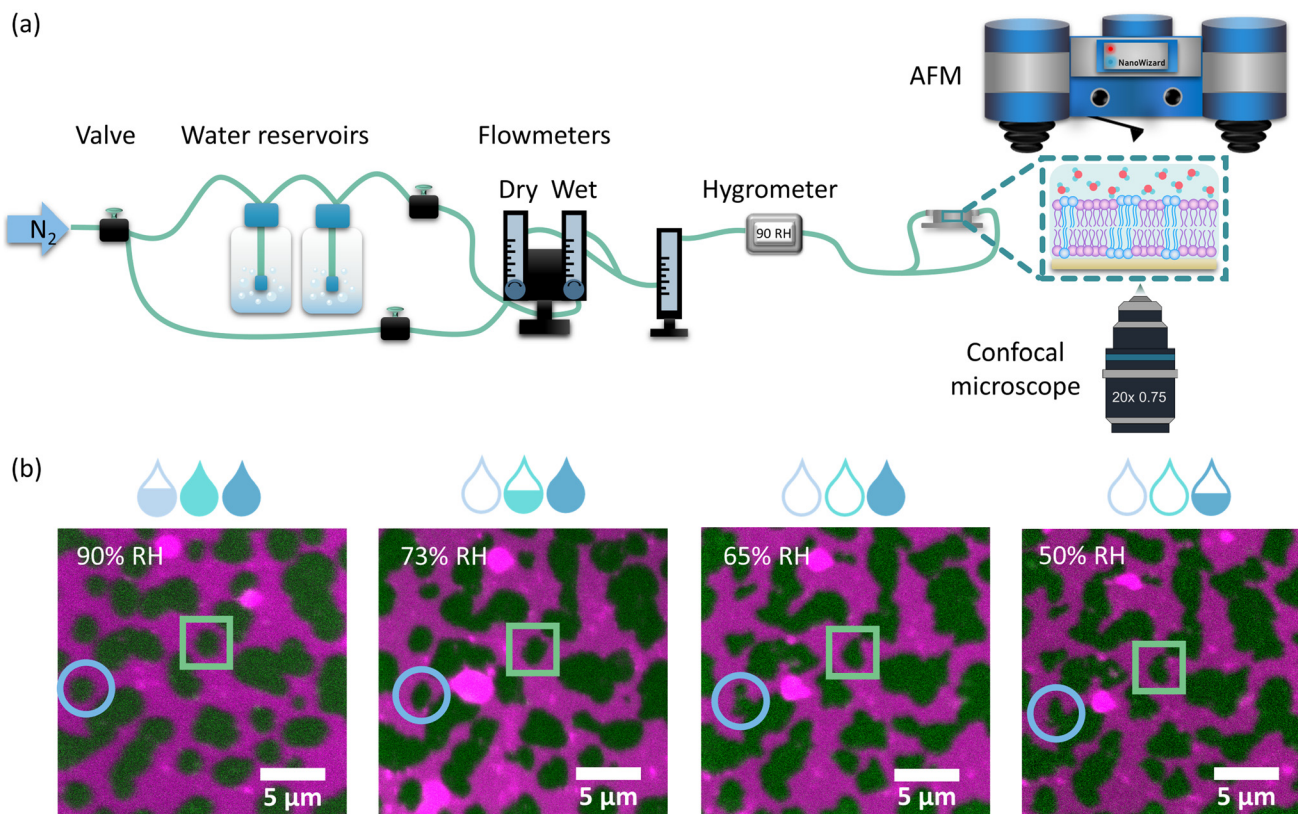 (a)
AFM
NanoWizard
Valve
Water reservoirs
Flowmeters
Dry Wet
Hygrometer
N2
90 RH
Confocal
microscope
20x 0.75
(b)
90% RH
73% RH
65% RH
50% RH
5 μm
5 μm
5 μm
5 μm